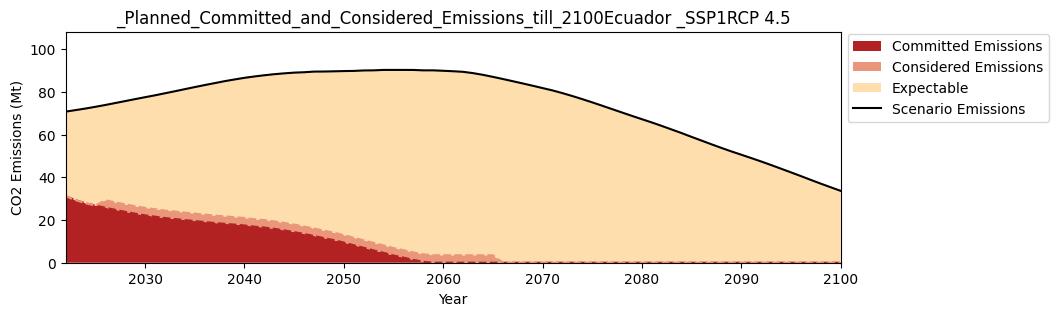 _Planned_Committed_and_Considered_Emissions_till_2100Ecuador _SSP1RCP 4.5
CO2 Emissions (Mt)
100
80
60
40
20
0
2030 2040 2050 2060 2070 2080 2090 2100
Year
Committed Emissions
Considered Emissions
Expectable
Scenario Emissions